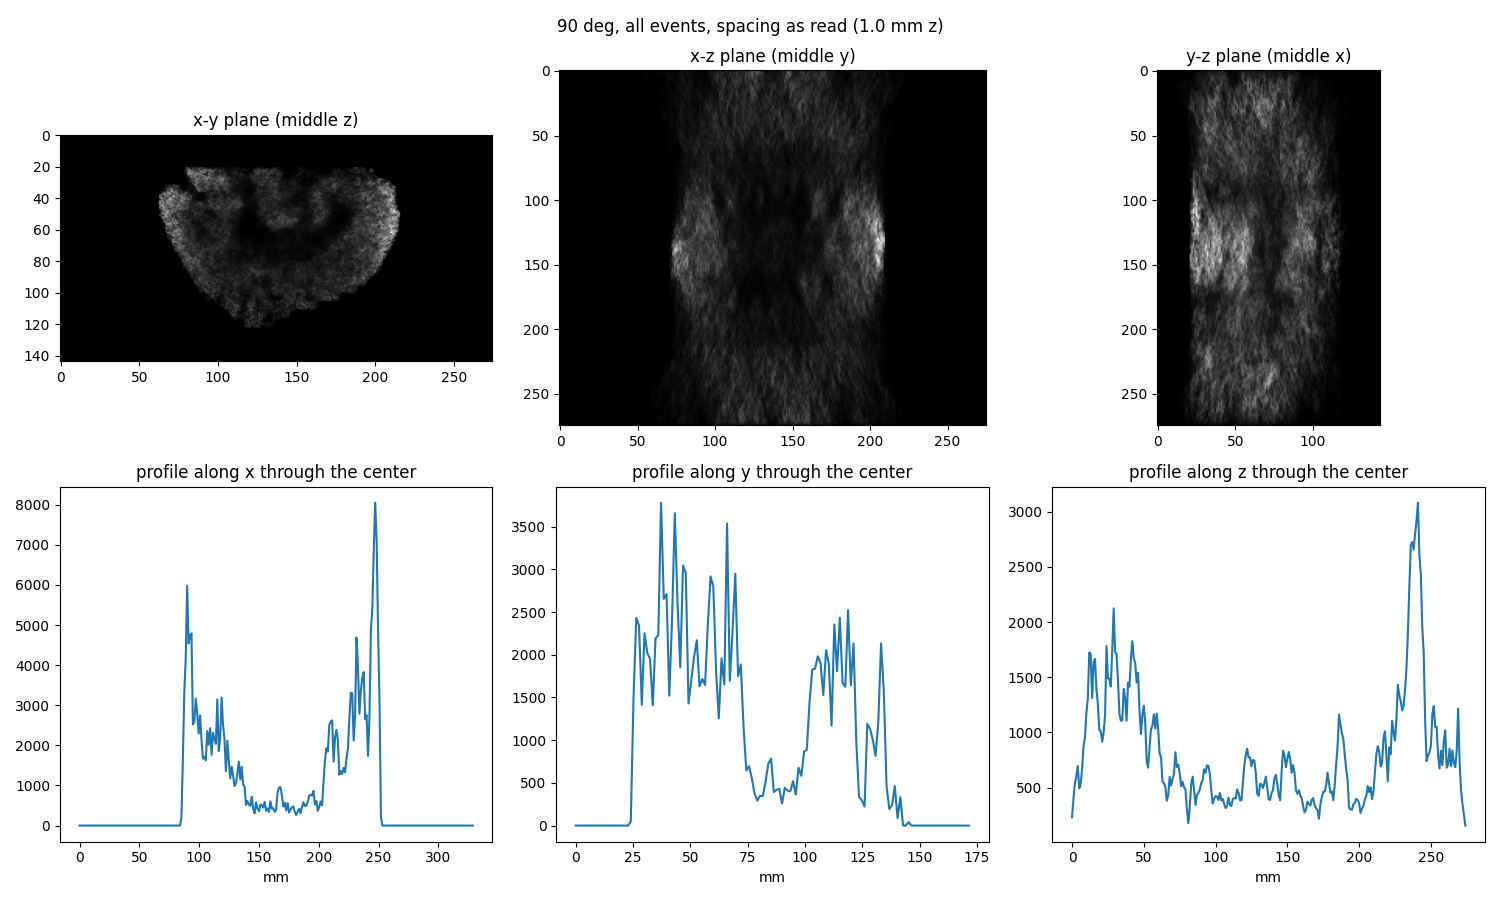 90 deg, all events, spacing as read (1.0 mm z)
x-y plane (middle z)
0
20
40
60
80
100
120
140
0 50 100 150 200 250
x-z plane (middle y)
0
50
100
150
200
250
0 50 100 150 200 250
y-z plane (middle x)
0
50
100
150
200
250
0 50 100
profile along x through the center
8000
7000
6000
5000
4000
3000
2000
1000
0
0 50 100 150 200 250 300
mm
profile along y through the center
3500
3000
2500
2000
1500
1000
500
0
0 25 50 75 100 125 150 175
mm
profile along z through the center
3000
2500
2000
1500
1000
500
0 50 100 150 200 250
mm